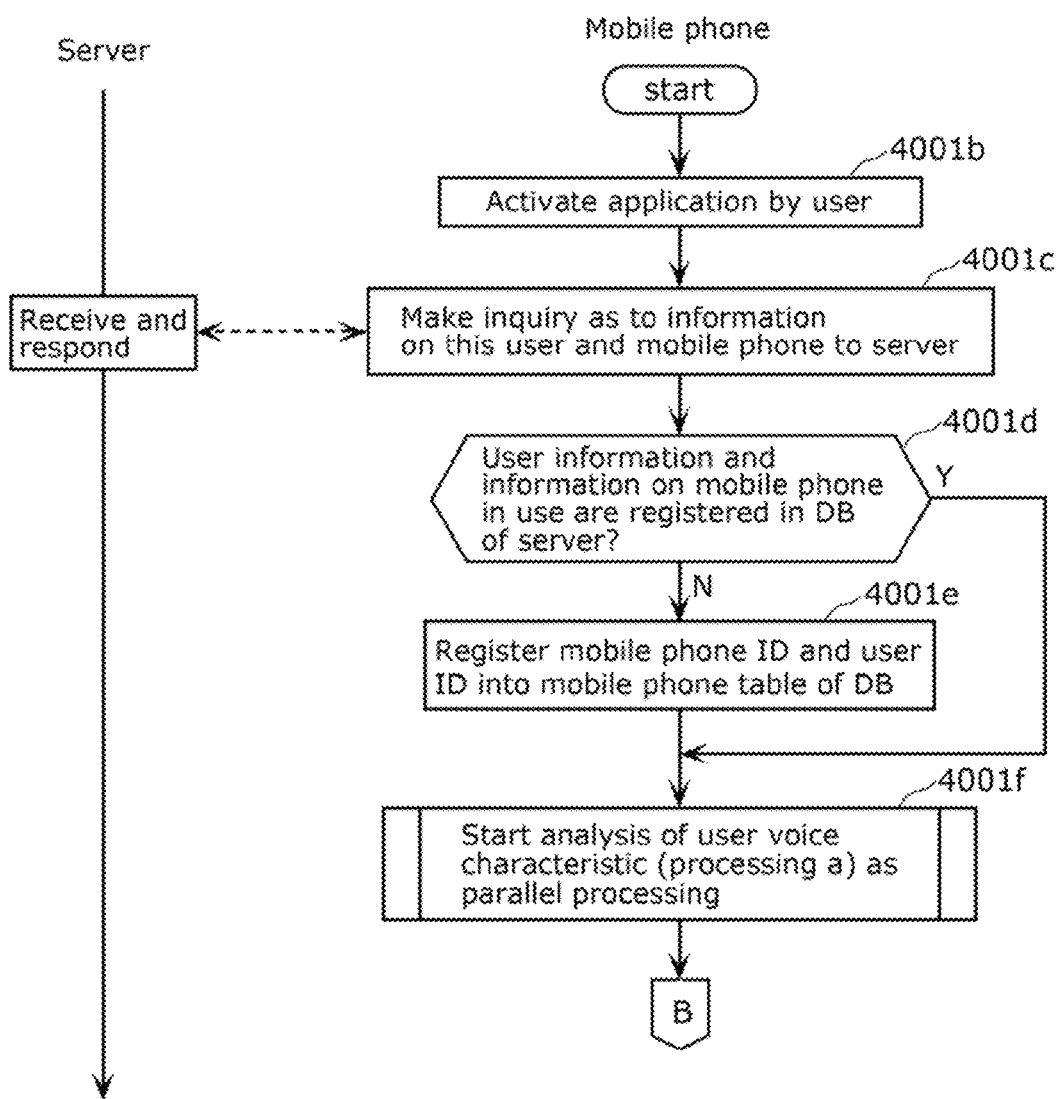 Mobile phone
Server
start
4001b
Activate application by user
4001c
Receive and
respond
Make inquiry as to information
on this user and mobile phone to server
4001d
User information and
information on mobile phone
in use are registered in DB
of server?
Y
N
4001e
Register mobile phone ID and user
ID into mobile phone table of DB
4001f
Start analysis of user voice
characteristic (processing a) as
parallel processing
B